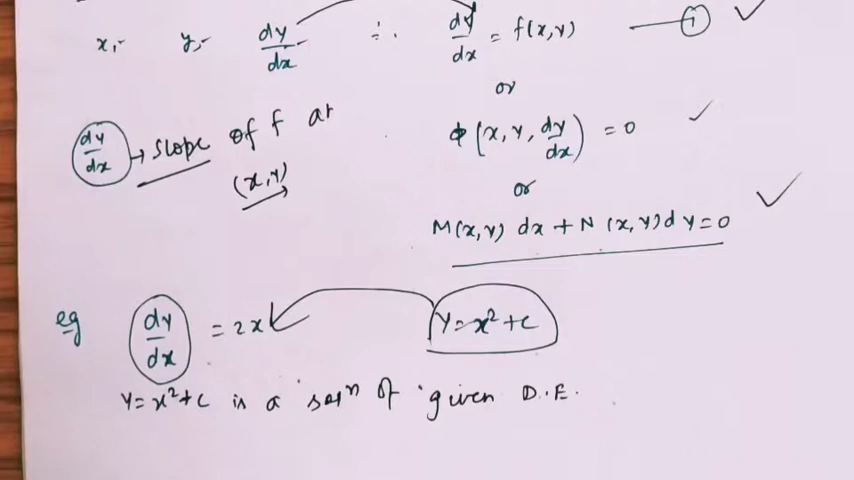 x,- y,- dy/dx ∴ dy/dx = f(x,y) — ①
or
dy/dx → slope of f at (x,y)
ϕ(x, y, dy/dx) = 0
or
M(x,y) dx + N (x,y) dy = 0
eg dy/dx = 2x y = x² + c
y = x² + c is a solⁿ of given D.E.